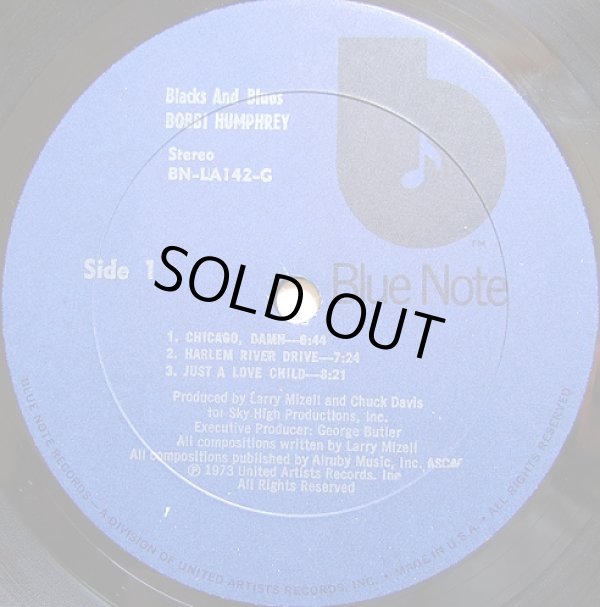 Blacks And Blues
BOBBI HUMPHREY
Stereo
BN-LA142-G
TM
Side 1
Blue Note
SOLD OUT
1. CHICAGO, DAMN—6:44
2. HARLEM RIVER DRIVE—7:24
3. JUST A LOVE CHILD—8:21
Produced by Larry Mizell and Chuck Davis
for Sky High Productions, Inc.
Executive Producer: George Butler
All compositions written by Larry Mizell
All compositions published by Alruby Music, Inc. ASCAP
℗ 1973 United Artists Records, Inc
All Rights Reserved
BLUE NOTE RECORDS • A DIVISION OF UNITED ARTISTS RECORDS, INC. • MADE IN U.S.A. • ALL RIGHTS RESERVED